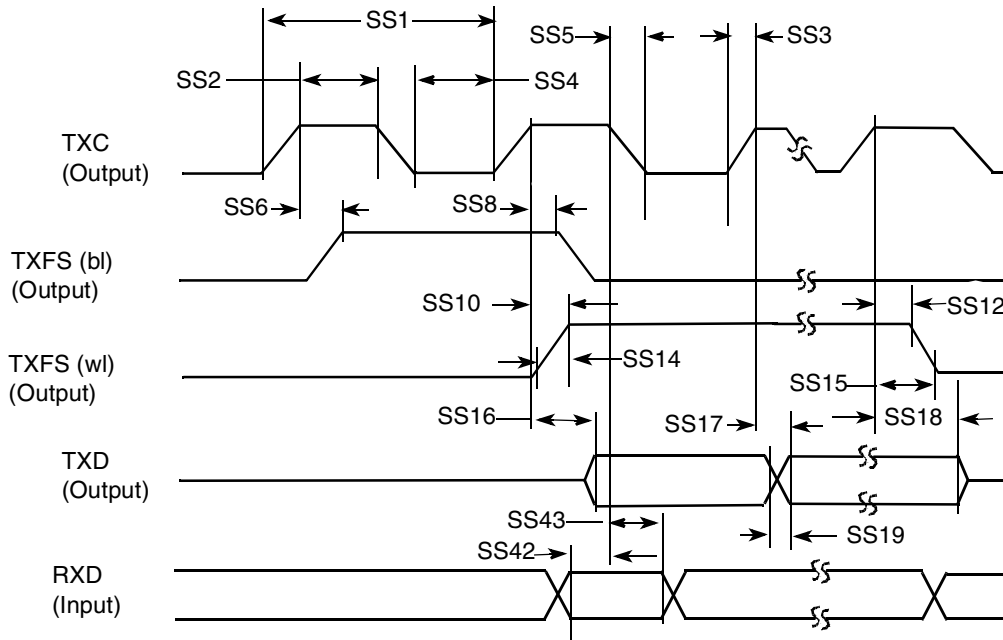 SS1
SS5
SS3
SS2
SS4
TXC
(Output)
SS6
SS8
TXFS (bl)
(Output)
SS10
SS12
TXFS (wl)
(Output)
SS14
SS15
SS16
SS17
SS18
TXD
(Output)
SS43
SS19
SS42
RXD
(Input)